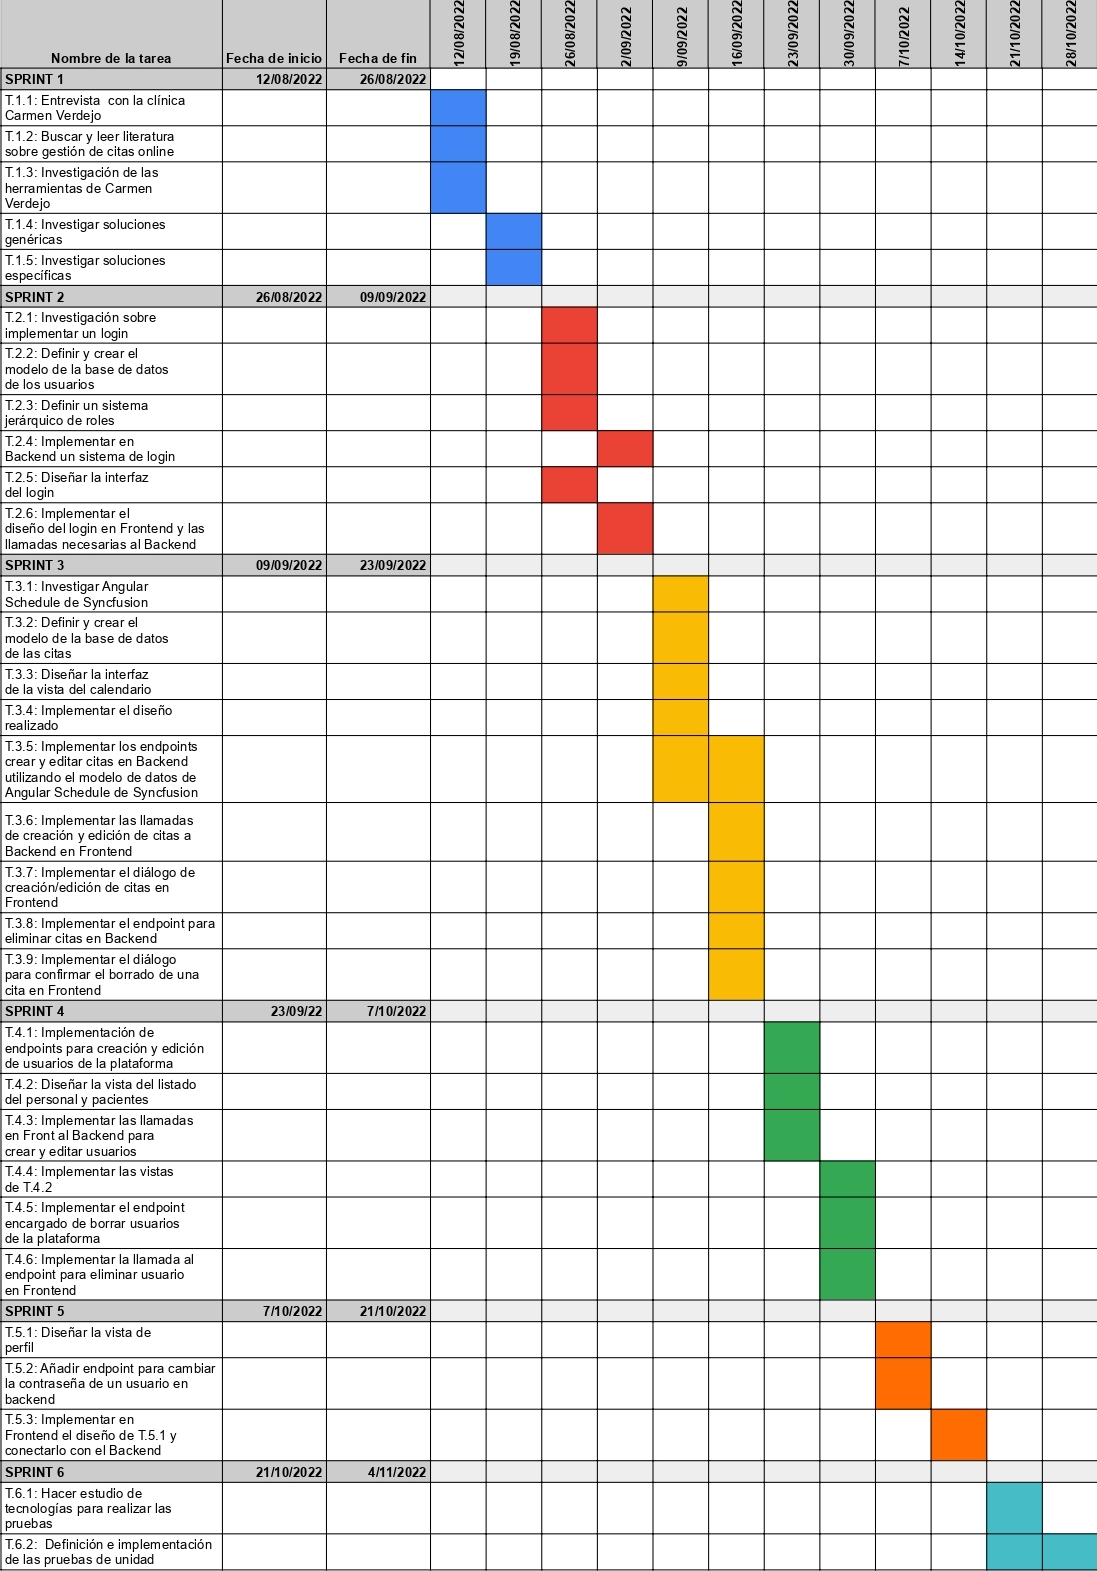 Nombre de la tarea Fecha de inicio Fecha de fin 12/08/2022 19/08/2022 26/08/2022 2/09/2022 9/09/2022 16/09/2022 23/09/2022 30/09/2022 7/10/2022 14/10/2022 21/10/2022 28/10/2022
SPRINT 1 12/08/2022 26/08/2022
T.1.1: Entrevista con la clínica
Carmen Verdejo
T.1.2: Buscar y leer literatura
sobre gestión de citas online
T.1.3: Investigación de las
herramientas de Carmen
Verdejo
T.1.4: Investigar soluciones
genéricas
T.1.5: Investigar soluciones
específicas
SPRINT 2 26/08/2022 09/09/2022
T.2.1: Investigación sobre
implementar un login
T.2.2: Definir y crear el
modelo de la base de datos
de los usuarios
T.2.3: Definir un sistema
jerárquico de roles
T.2.4: Implementar en
Backend un sistema de login
T.2.5: Diseñar la interfaz
del login
T.2.6: Implementar el
diseño del login en Frontend y las
llamadas necesarias al Backend
SPRINT 3 09/09/2022 23/09/2022
T.3.1: Investigar Angular
Schedule de Syncfusion
T.3.2: Definir y crear el
modelo de la base de datos
de las citas
T.3.3: Diseñar la interfaz
de la vista del calendario
T.3.4: Implementar el diseño
realizado
T.3.5: Implementar los endpoints
crear y editar citas en Backend
utilizando el modelo de datos de
Angular Schedule de Syncfusion
T.3.6: Implementar las llamadas
de creación y edición de citas a
Backend en Frontend
T.3.7: Implementar el diálogo de
creación/edición de citas en
Frontend
T.3.8: Implementar el endpoint para
eliminar citas en Backend
T.3.9: Implementar el diálogo
para confirmar el borrado de una
cita en Frontend
SPRINT 4 23/09/22 7/10/2022
T.4.1: Implementación de
endpoints para creación y edición
de usuarios de la plataforma
T.4.2: Diseñar la vista del listado
del personal y pacientes
T.4.3: Implementar las llamadas
en Front al Backend para
crear y editar usuarios
T.4.4: Implementar las vistas
de T.4.2
T.4.5: Implementar el endpoint
encargado de borrar usuarios
de la plataforma
T.4.6: Implementar la llamada al
endpoint para eliminar usuario
en Frontend
SPRINT 5 7/10/2022 21/10/2022
T.5.1: Diseñar la vista de
perfil
T.5.2: Añadir endpoint para cambiar
la contraseña de un usuario en
backend
T.5.3: Implementar en
Frontend el diseño de T.5.1 y
conectarlo con el Backend
SPRINT 6 21/10/2022 4/11/2022
T.6.1: Hacer estudio de
tecnologías para realizar las
pruebas
T.6.2: Definición e implementación
de las pruebas de unidad